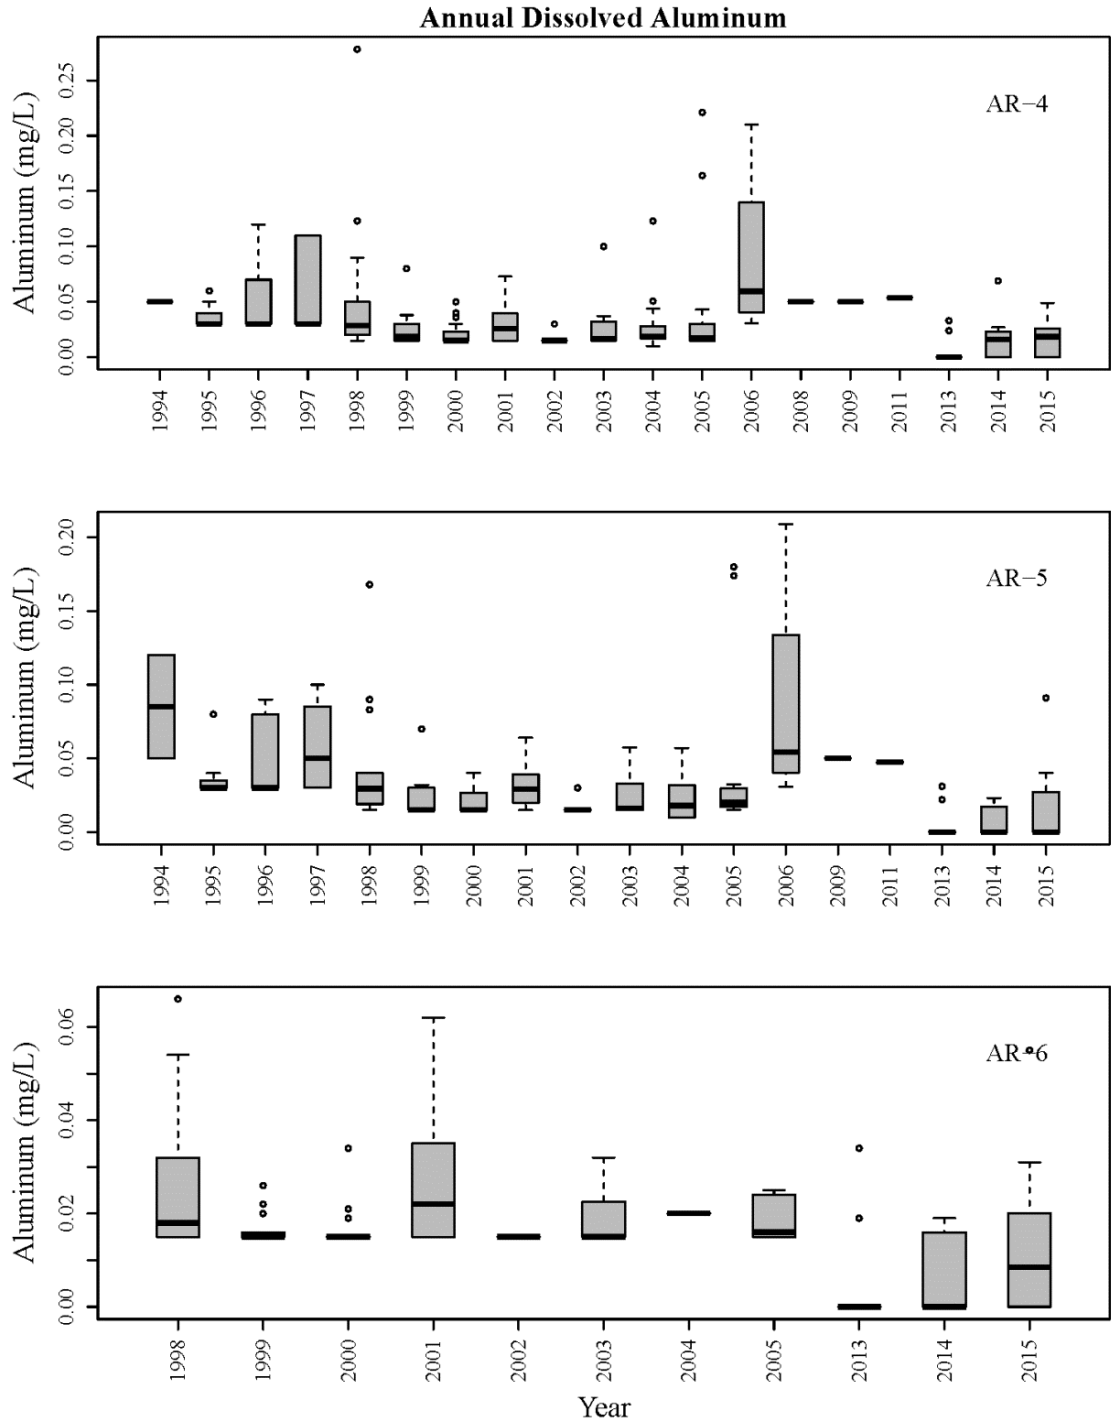 Annual Dissolved Aluminum
Aluminum (mg/L)
0.25
0.20
0.15
0.10
0.05
0.00
AR−4
1994 1995 1996 1997 1998 1999 2000 2001 2002 2003 2004 2005 2006 2008 2009 2011 2013 2014 2015
Aluminum (mg/L)
0.20
0.15
0.10
0.05
0.00
AR−5
1994 1995 1996 1997 1998 1999 2000 2001 2002 2003 2004 2005 2006 2009 2011 2013 2014 2015
Aluminum (mg/L)
0.06
0.04
0.02
0.00
AR−6
1998 1999 2000 2001 2002 2003 2004 2005 2013 2014 2015
Year